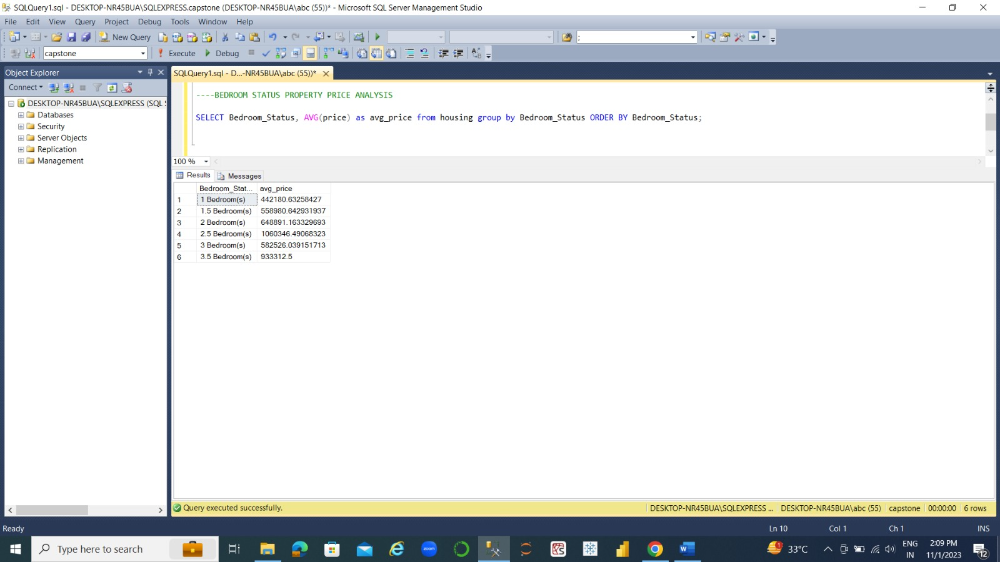 SQLQuery1.sql - DESKTOP-NR45BUA\SQLEXPRESS.capstone (DESKTOP-NR45BUA\abc (55))* - Microsoft SQL Server Management Studio
File Edit View Query Project Debug Tools Window Help
New Query ;
capstone Execute Debug
Object Explorer
SQLQuery1.sql - D...-NR45BUA\abc (55))*
Connect
DESKTOP-NR45BUA\SQLEXPRESS (SQL S
Databases
Security
Server Objects
Replication
Management
----BEDROOM STATUS PROPERTY PRICE ANALYSIS
SELECT Bedroom_Status, AVG(price) as avg_price from housing group by Bedroom_Status ORDER BY Bedroom_Status;
100 %
Results Messages
Bedroom_Stat... avg_price
1 1 Bedroom(s) 442180.63258427
2 1.5 Bedroom(s) 558980.642931937
3 2 Bedroom(s) 648891.163329693
4 2.5 Bedroom(s) 1060346.49068323
5 3 Bedroom(s) 582526.039151713
6 3.5 Bedroom(s) 933312.5
Query executed successfully. DESKTOP-NR45BUA\SQLEXPRESS ... DESKTOP-NR45BUA\abc (55) capstone 00:00:00 6 rows
Ready Ln 10 Col 1 Ch 1 INS
Type here to search zoom 33°C ENG IN 2:09 PM 11/1/2023 12